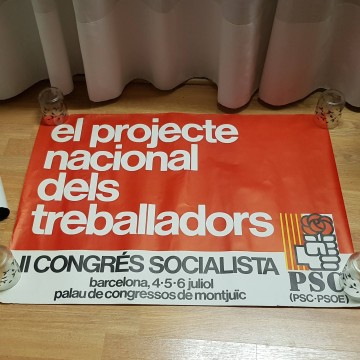 el projecte
nacional
dels
treballadors
II CONGRÉS SOCIALISTA
barcelona, 4·5·6 juliol
palau de congressos de montjuïc
PSC
(PSC-PSOE)